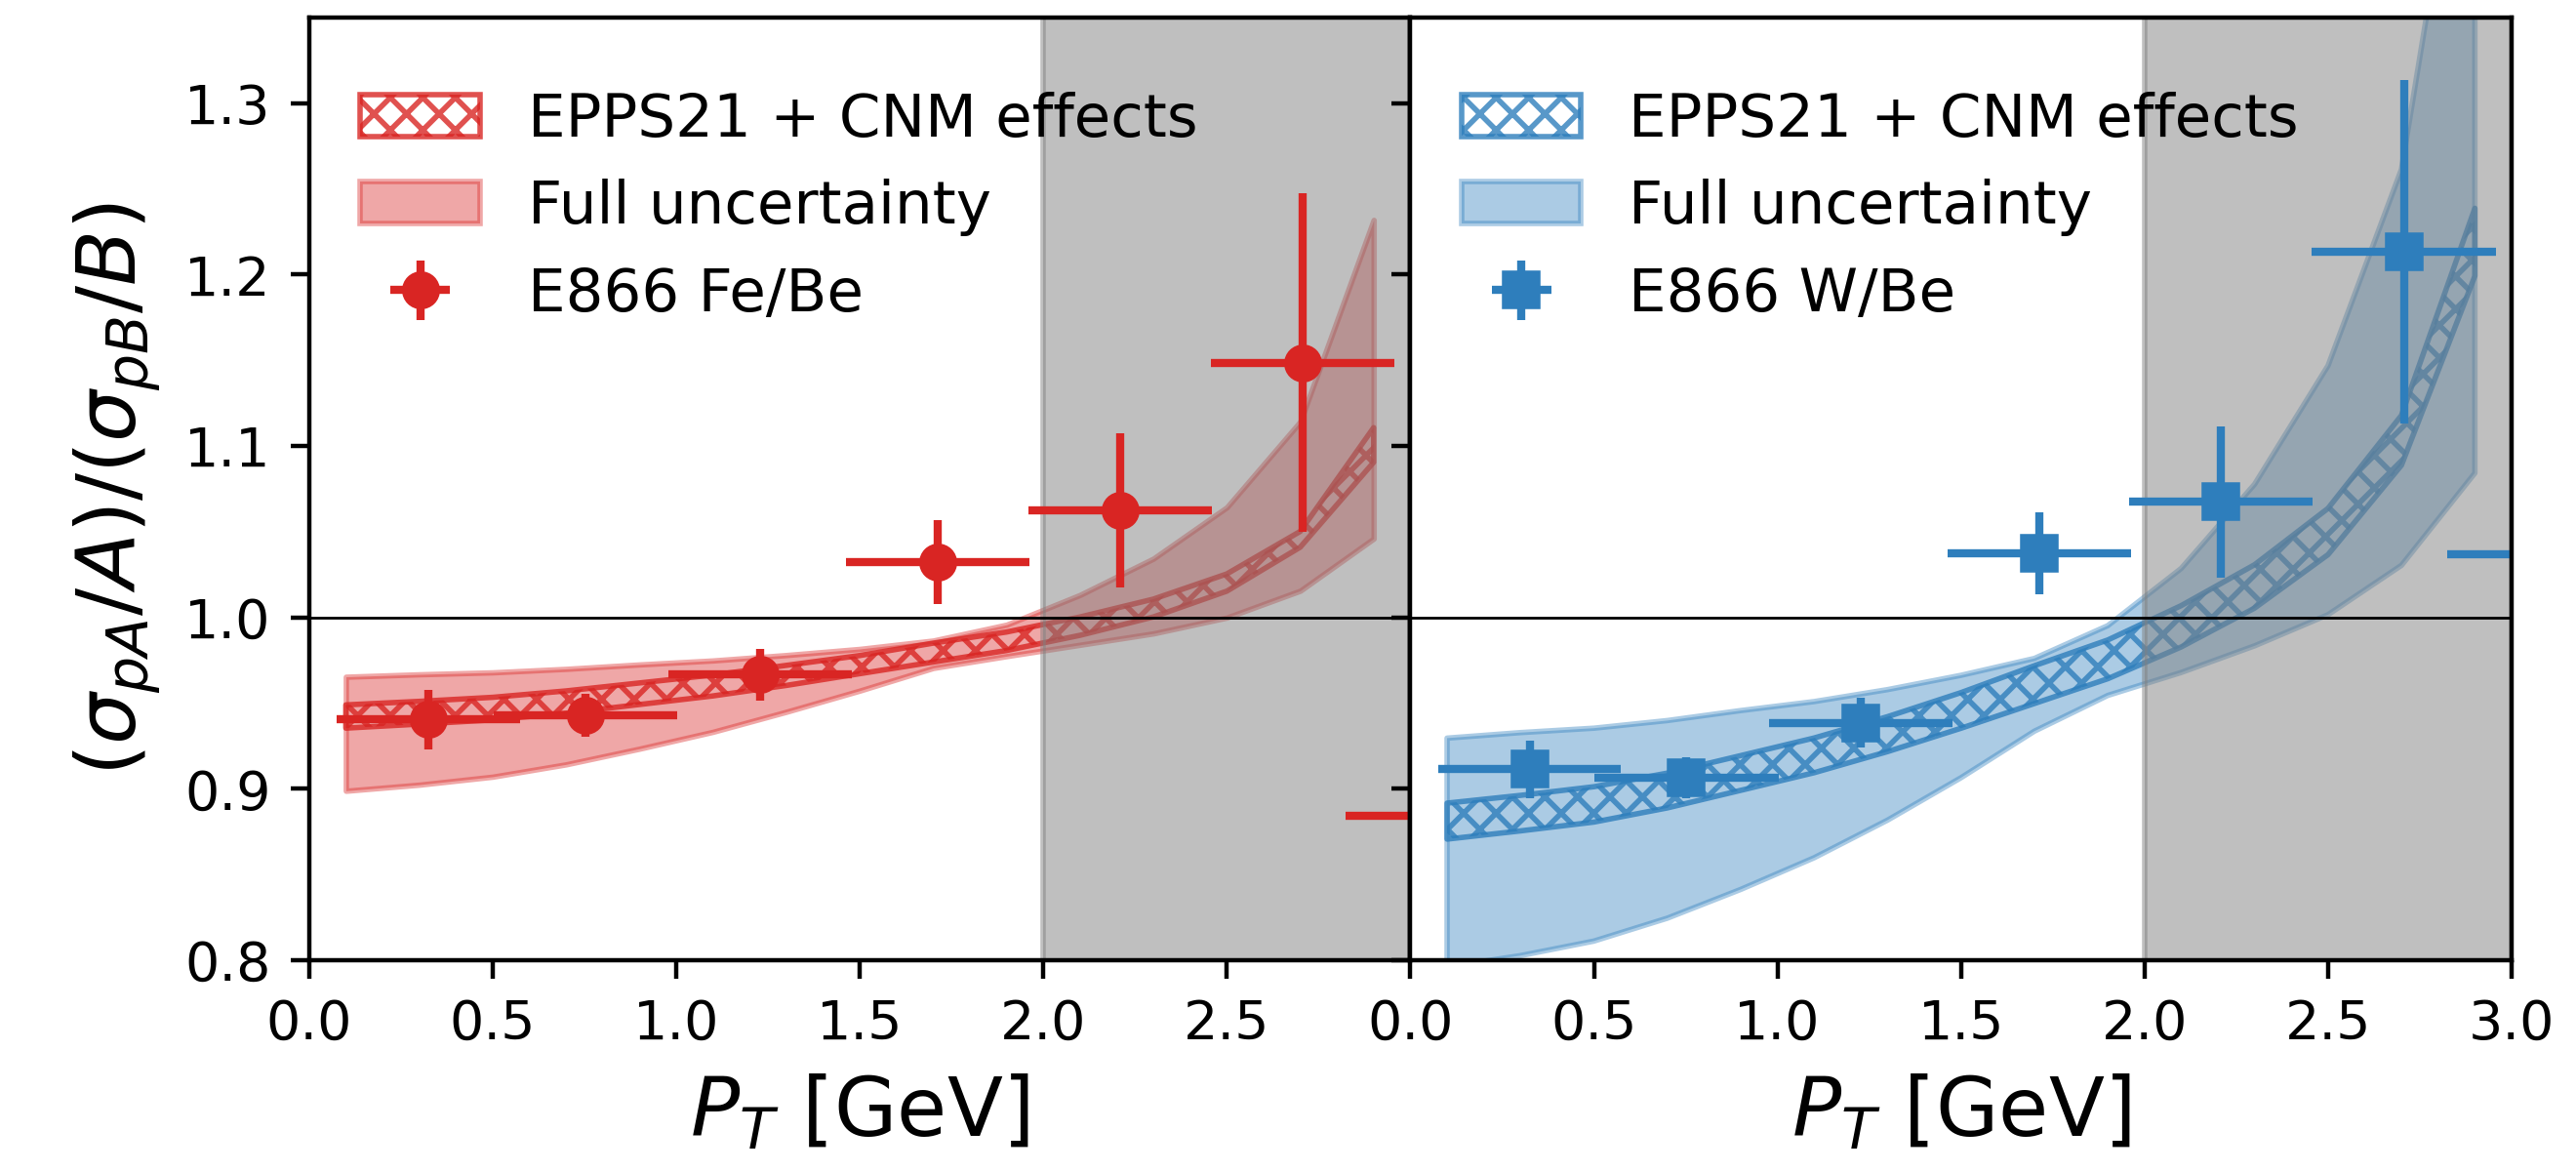 (σpA/A)/(σpB/B)
1.3
1.2
1.1
1.0
0.9
0.8
EPPS21 + CNM effects
Full uncertainty
E866 Fe/Be
EPPS21 + CNM effects
Full uncertainty
E866 W/Be
0.0 0.5 1.0 1.5 2.0 2.5 0.0 0.5 1.0 1.5 2.0 2.5 3.0
PT [GeV] PT [GeV]